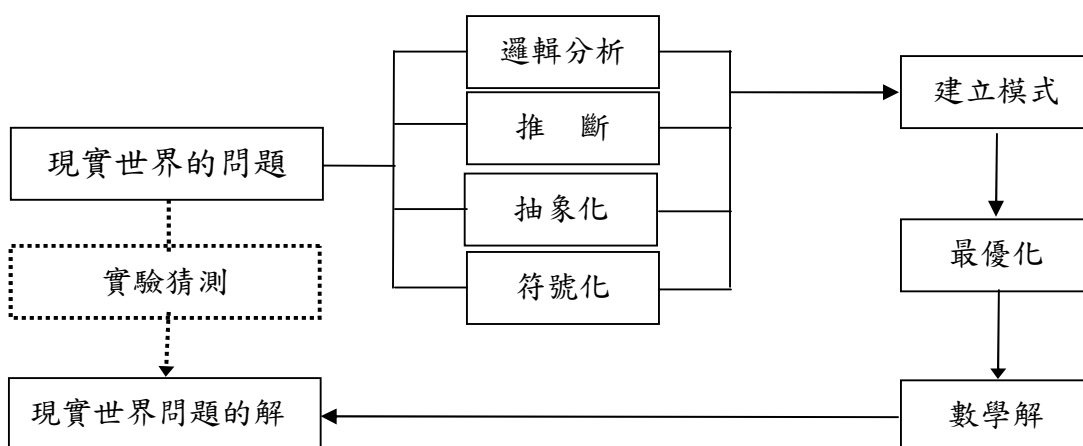 現實世界的問題
邏輯分析
推 斷
抽象化
符號化
建立模式
最優化
數學解
實驗猜測
現實世界問題的解